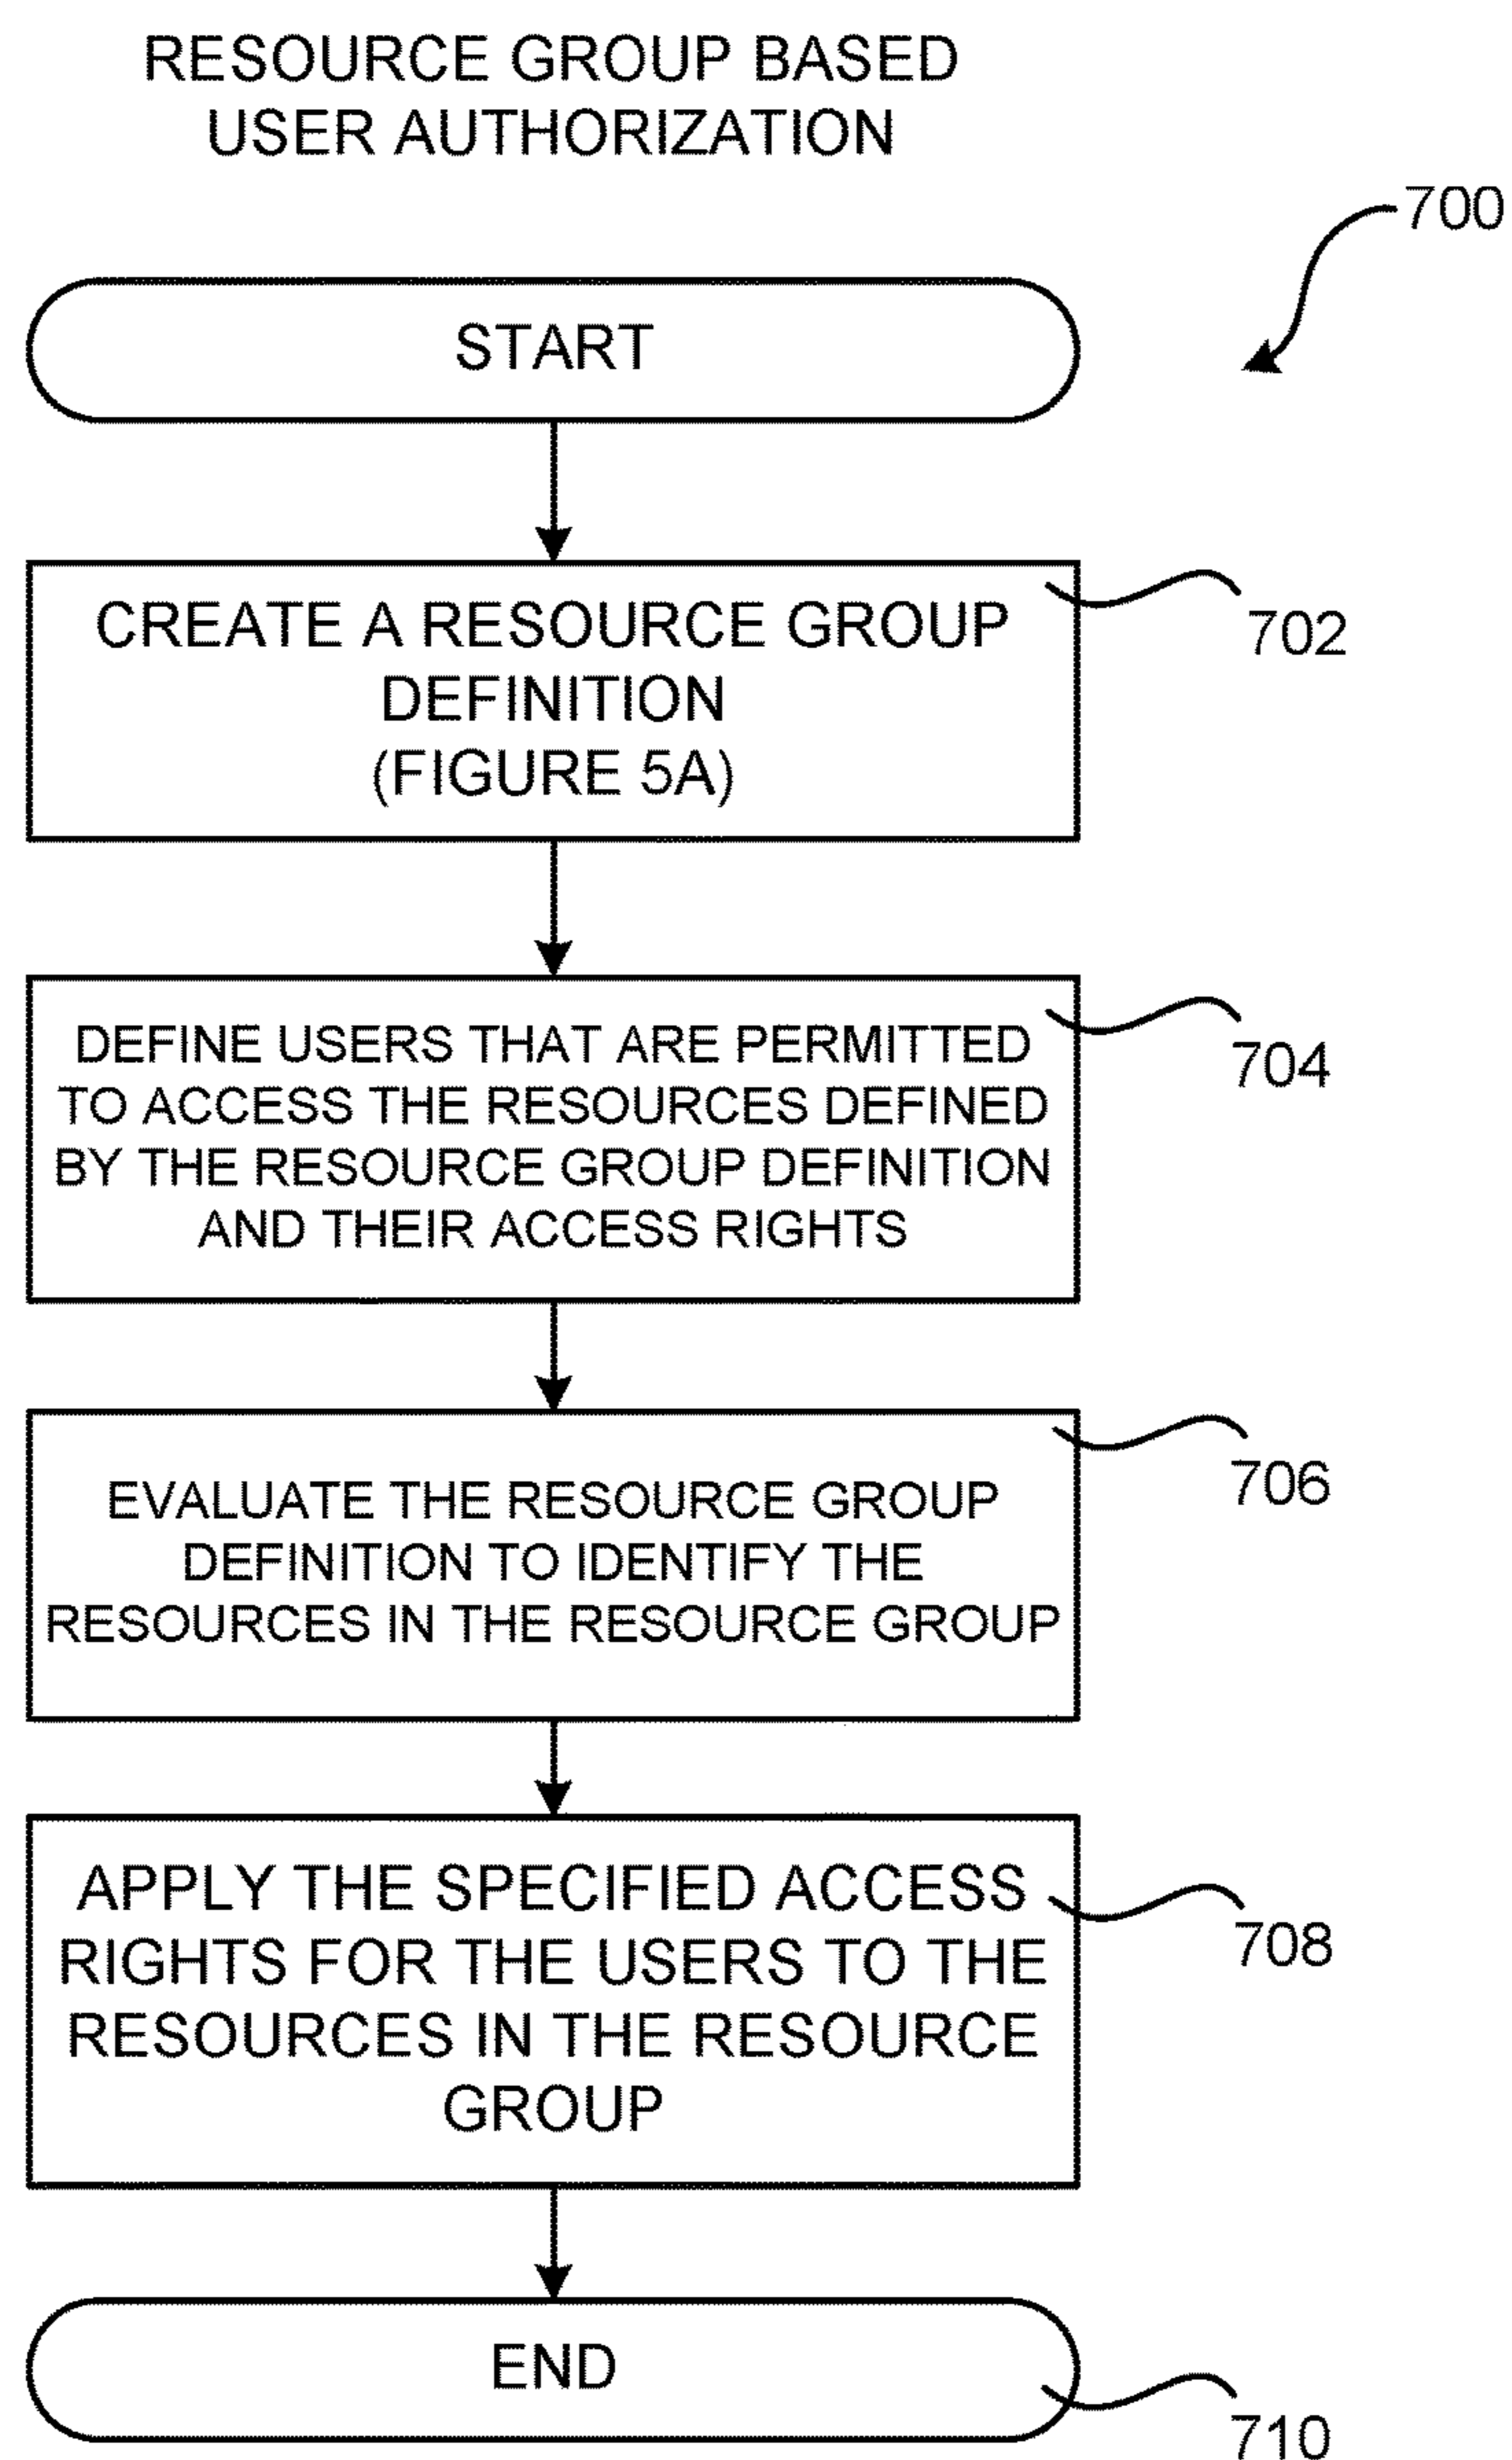 RESOURCE GROUP BASED
USER AUTHORIZATION
700
START
CREATE A RESOURCE GROUP
DEFINITION
(FIGURE 5A)
702
DEFINE USERS THAT ARE PERMITTED
TO ACCESS THE RESOURCES DEFINED
BY THE RESOURCE GROUP DEFINITION
AND THEIR ACCESS RIGHTS
704
EVALUATE THE RESOURCE GROUP
DEFINITION TO IDENTIFY THE
RESOURCES IN THE RESOURCE GROUP
706
APPLY THE SPECIFIED ACCESS
RIGHTS FOR THE USERS TO THE
RESOURCES IN THE RESOURCE
GROUP
708
END
710